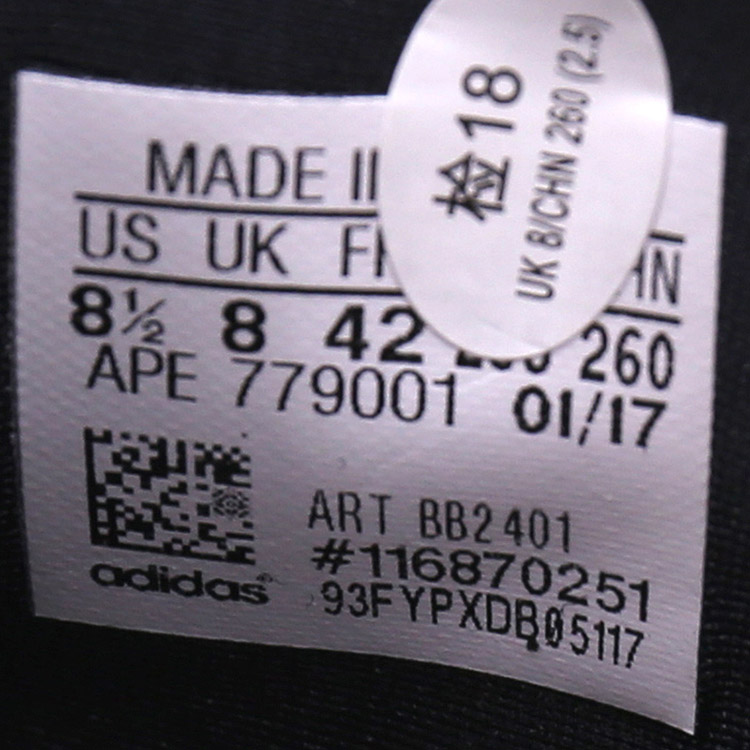 检18
UK 8/CHN 260 (2.5)
MADE
US UK
8½ 8 42 260
APE 779001 01/17
ART BB2401
#116870251
93FYPXDB05117
adidas®